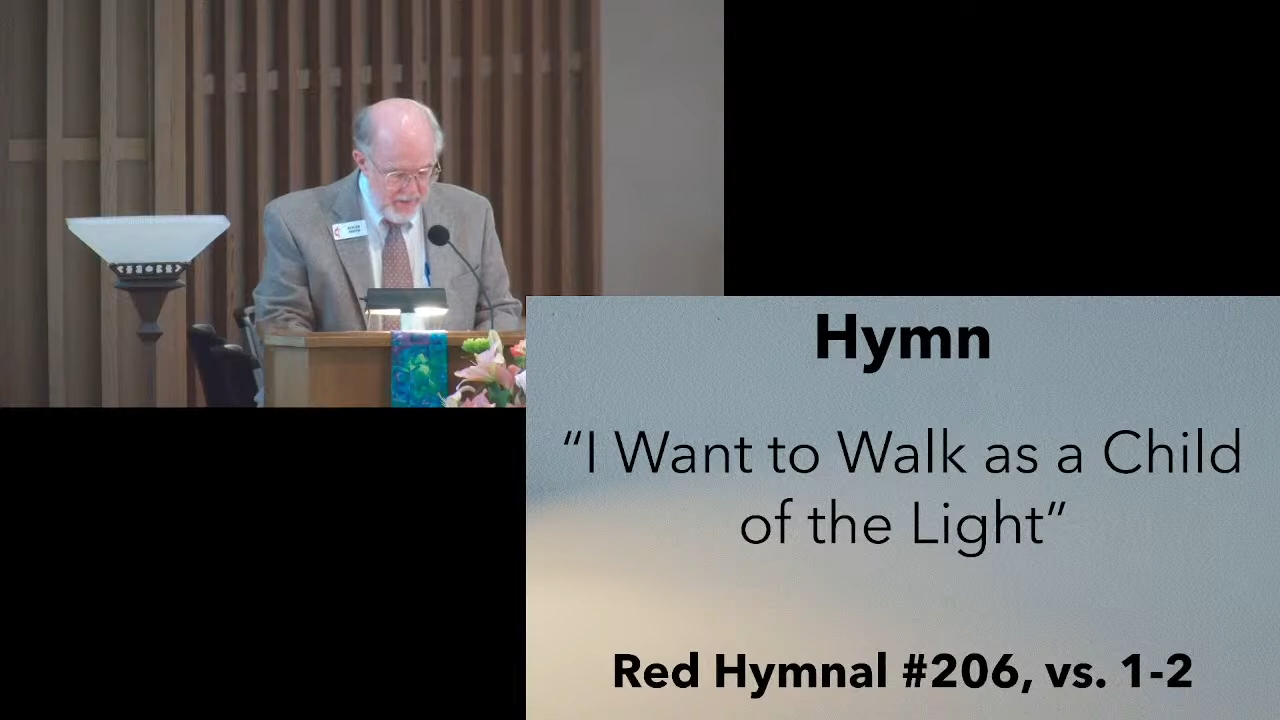 Hymn
“I Want to Walk as a Child
of the Light”
Red Hymnal #206, vs. 1-2